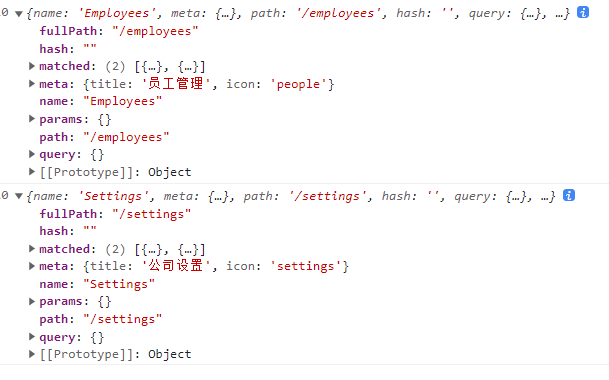 0 {name: 'Employees', meta: {…}, path: '/employees', hash: '', query: {…}, …} i
fullPath: "/employees"
hash: ""
matched: (2) [{…}, {…}]
meta: {title: '员工管理', icon: 'people'}
name: "Employees"
params: {}
path: "/employees"
query: {}
[[Prototype]]: Object
0 {name: 'Settings', meta: {…}, path: '/settings', hash: '', query: {…}, …} i
fullPath: "/settings"
hash: ""
matched: (2) [{…}, {…}]
meta: {title: '公司设置', icon: 'settings'}
name: "Settings"
params: {}
path: "/settings"
query: {}
[[Prototype]]: Object